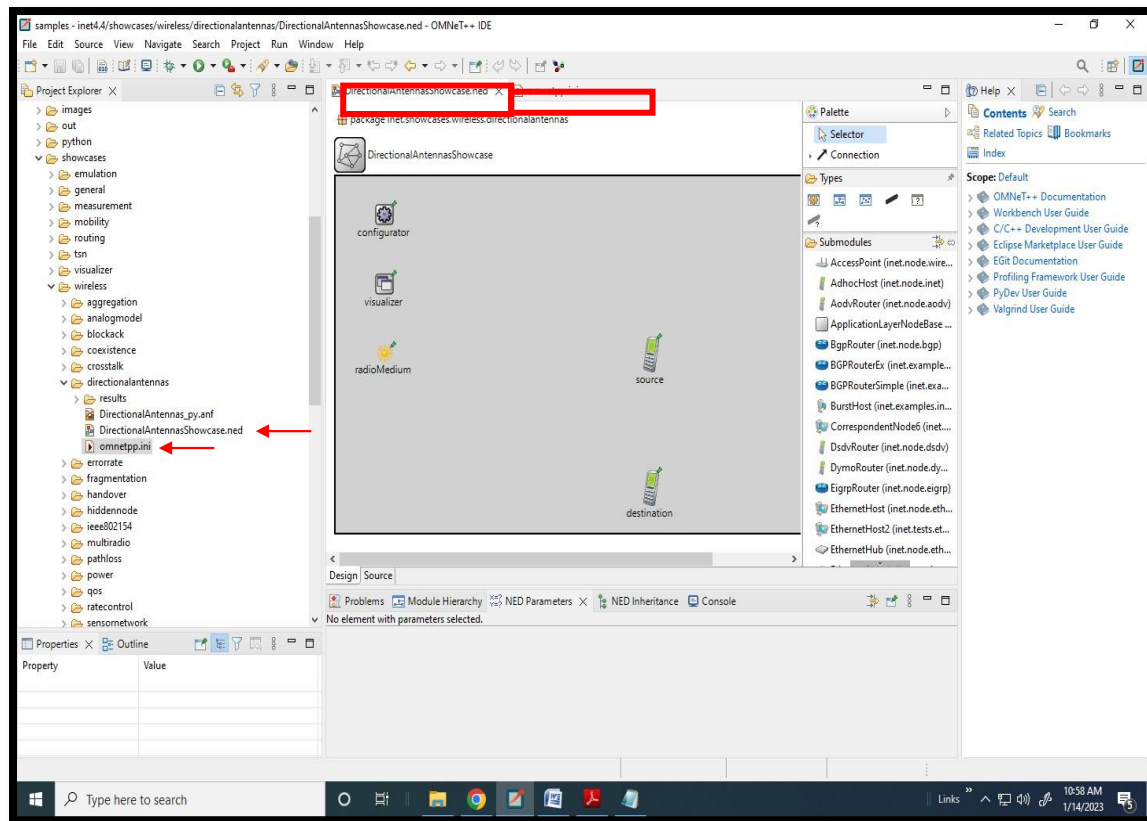 samples - inet4.4/showcases/wireless/directionalantennas/DirectionalAntennasShowcase.ned - OMNeT++ IDE
File Edit Source View Navigate Search Project Run Window Help
Project Explorer
images
out
python
showcases
emulation
general
measurement
mobility
routing
tsn
visualizer
wireless
aggregation
analogmodel
blockack
coexistence
crosstalk
directionalantennas
results
DirectionalAntennas_py.anf
DirectionalAntennasShowcase.ned
omnetpp.ini
errorrate
fragmentation
handover
hiddennode
ieee802154
multiradio
pathloss
power
qos
ratecontrol
sensornetwork
Properties Outline
Property Value
DirectionalAntennasShowcase.ned
package inet.showcases.wireless.directionalantennas
DirectionalAntennasShowcase
configurator
visualizer
radioMedium
source
destination
Design Source
Palette
Selector
Connection
Types
Submodules
AccessPoint (inet.node.wire...
AdhocHost (inet.node.inet)
AodvRouter (inet.node.aodv)
ApplicationLayerNodeBase ...
BgpRouter (inet.node.bgp)
BGPRouterEx (inet.example...
BGPRouterSimple (inet.exa...
BurstHost (inet.examples.in...
CorrespondentNode6 (inet....
DsdvRouter (inet.node.dsdv)
DymoRouter (inet.node.dy...
EigrpRouter (inet.node.eigrp)
EthernetHost (inet.node.eth...
EthernetHost2 (inet.tests.et...
EthernetHub (inet.node.eth...
Problems Module Hierarchy NED Parameters NED Inheritance Console
No element with parameters selected.
Help
Contents Search
Related Topics Bookmarks
Index
Scope: Default
OMNeT++ Documentation
Workbench User Guide
C/C++ Development User Guide
Eclipse Marketplace User Guide
EGit Documentation
Profiling Framework User Guide
PyDev User Guide
Valgrind User Guide
Type here to search
Links
10:58 AM
1/14/2023
5